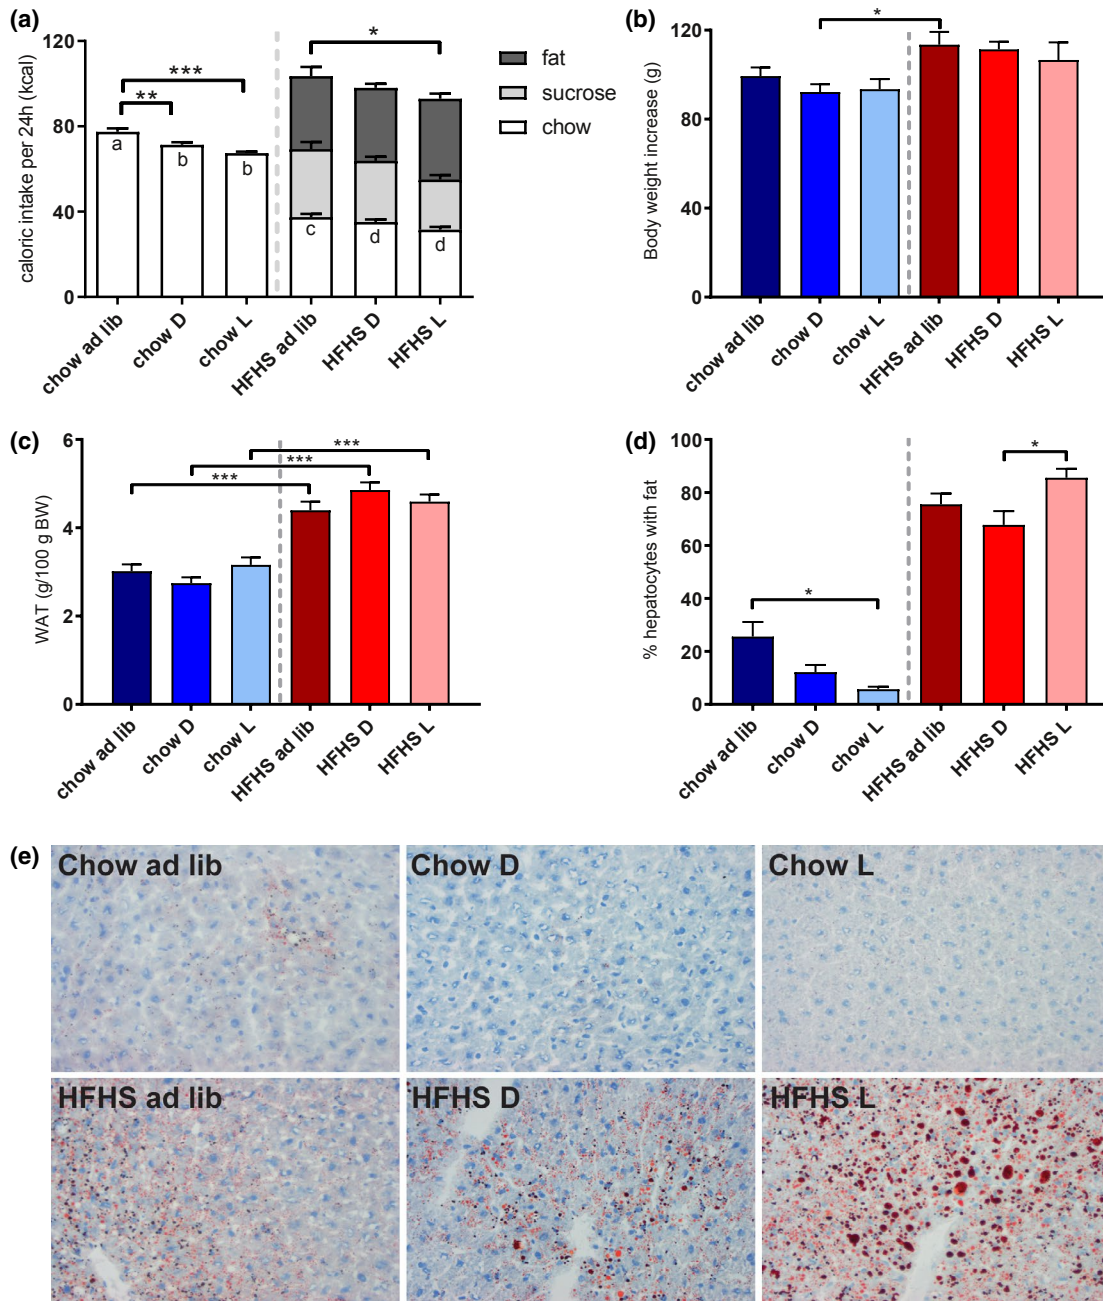 (a)
caloric intake per 24h (kcal)
120
80
40
0
***
**
*
a
b
b
c
d
d
fat
sucrose
chow
chow ad lib
chow D
chow L
HFHS ad lib
HFHS D
HFHS L
(b)
Body weight increase (g)
120
80
40
0
*
chow ad lib
chow D
chow L
HFHS ad lib
HFHS D
HFHS L
(c)
WAT (g/100 g BW)
6
4
2
0
***
***
***
chow ad lib
chow D
chow L
HFHS ad lib
HFHS D
HFHS L
(d)
% hepatocytes with fat
100
80
60
40
20
0
*
*
chow ad lib
chow D
chow L
HFHS ad lib
HFHS D
HFHS L
(e)
Chow ad lib
Chow D
Chow L
HFHS ad lib
HFHS D
HFHS L